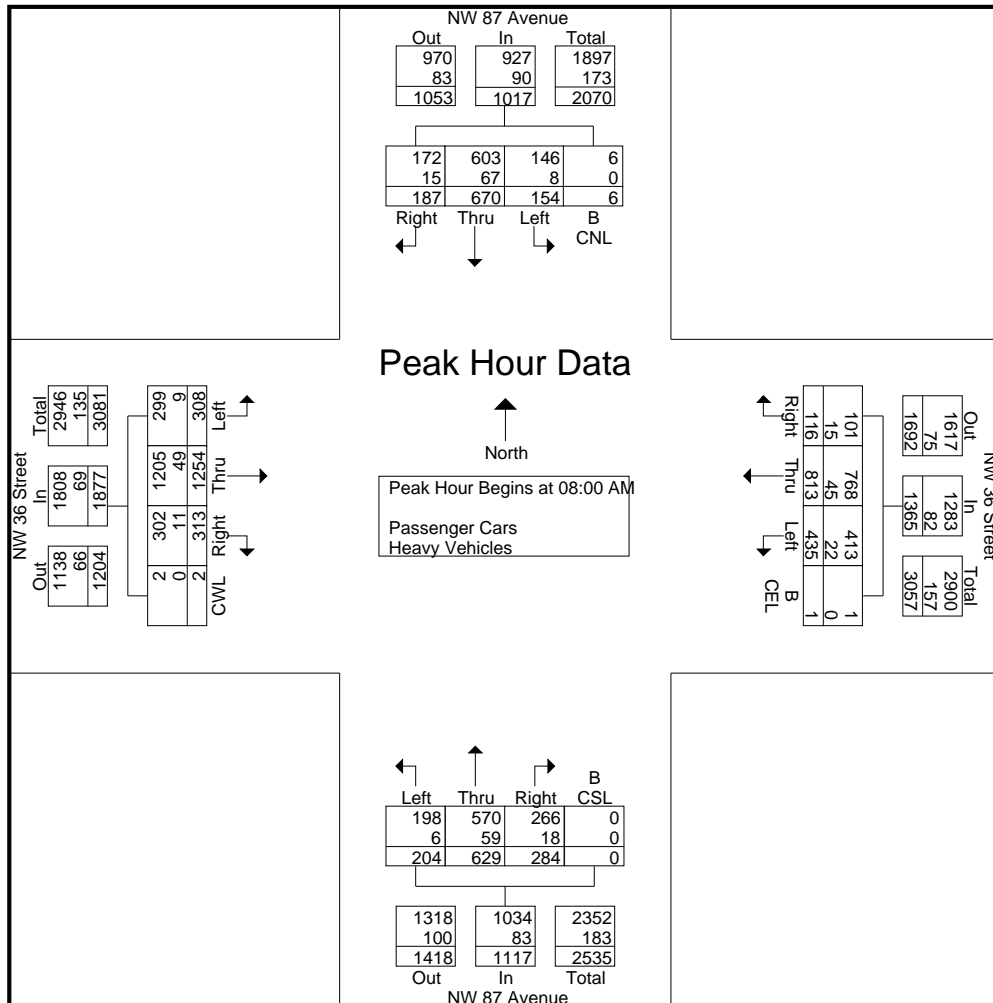 NW 87 Avenue
Out In Total
970 927 1897
83 90 173
1053 1017 2070
172 603 146 6
15 67 8 0
187 670 154 6
Right Thru Left B
CNL
Peak Hour Data
North
Peak Hour Begins at 08:00 AM
Passenger Cars
Heavy Vehicles
NW 36 Street
Out In Total
1138 1808 2946
66 69 135
1204 1877 3081
2 302 1205 299
0 11 49 9
2 313 1254 308
CWL Right Thru Left
NW 36 Street
Out In Total
1617 1283 2900
75 82 157
1692 1365 3057
101 768 413 1
15 45 22 0
116 813 435 1
Right Thru Left B
CEL
B
Left Thru Right CSL
198 570 266 0
6 59 18 0
204 629 284 0
1318 1034 2352
100 83 183
1418 1117 2535
Out In Total
NW 87 Avenue